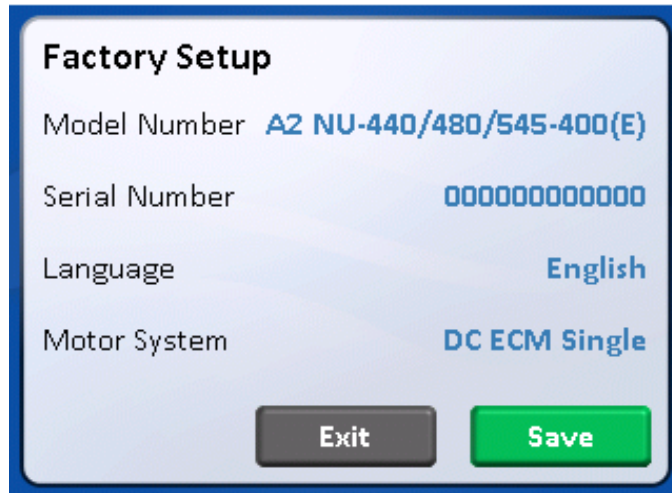 Factory Setup
Model Number A2 NU-440/480/545-400(E)
Serial Number 000000000000
Language English
Motor System DC ECM Single
Exit Save